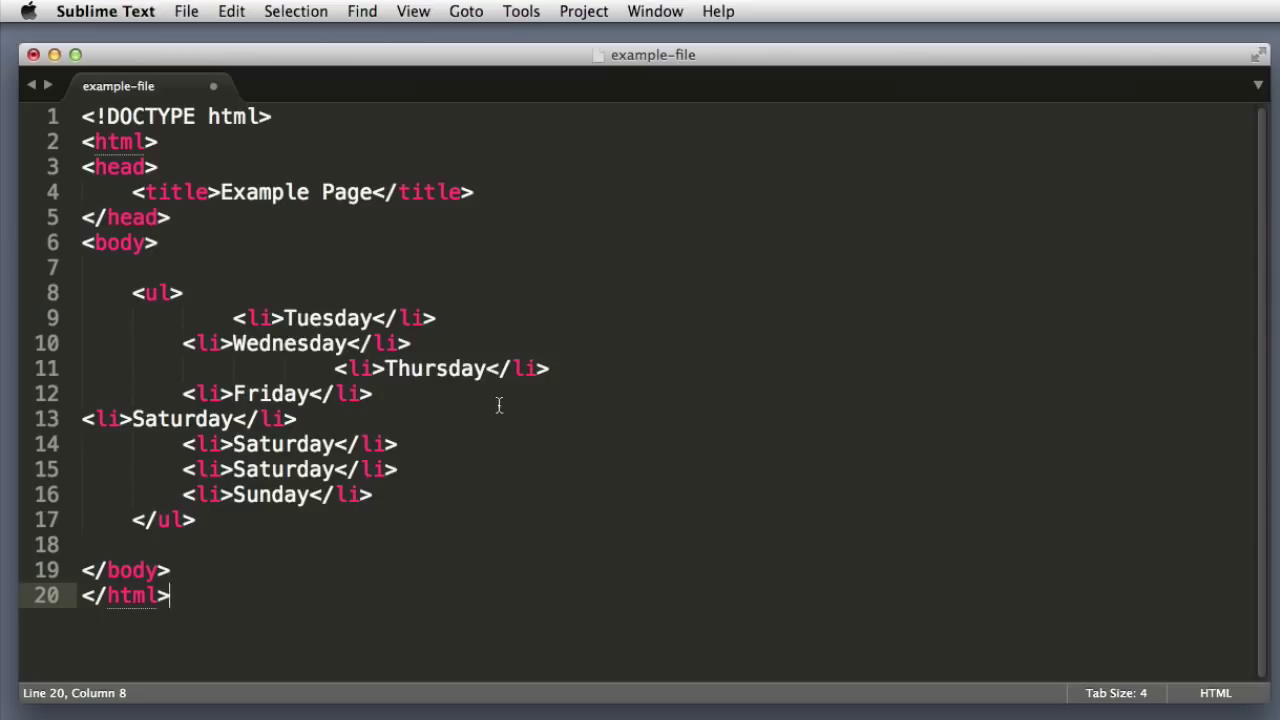 Sublime Text File Edit Selection Find View Goto Tools Project Window Help
example-file
example-file
1 <!DOCTYPE html>
2 <html>
3 <head>
4     <title>Example Page</title>
5 </head>
6 <body>
7
8     <ul>
9             <li>Tuesday</li>
10         <li>Wednesday</li>
11                     <li>Thursday</li>
12         <li>Friday</li>
13 <li>Saturday</li>
14         <li>Saturday</li>
15         <li>Saturday</li>
16         <li>Sunday</li>
17     </ul>
18
19 </body>
20 </html>
Line 20, Column 8 Tab Size: 4 HTML